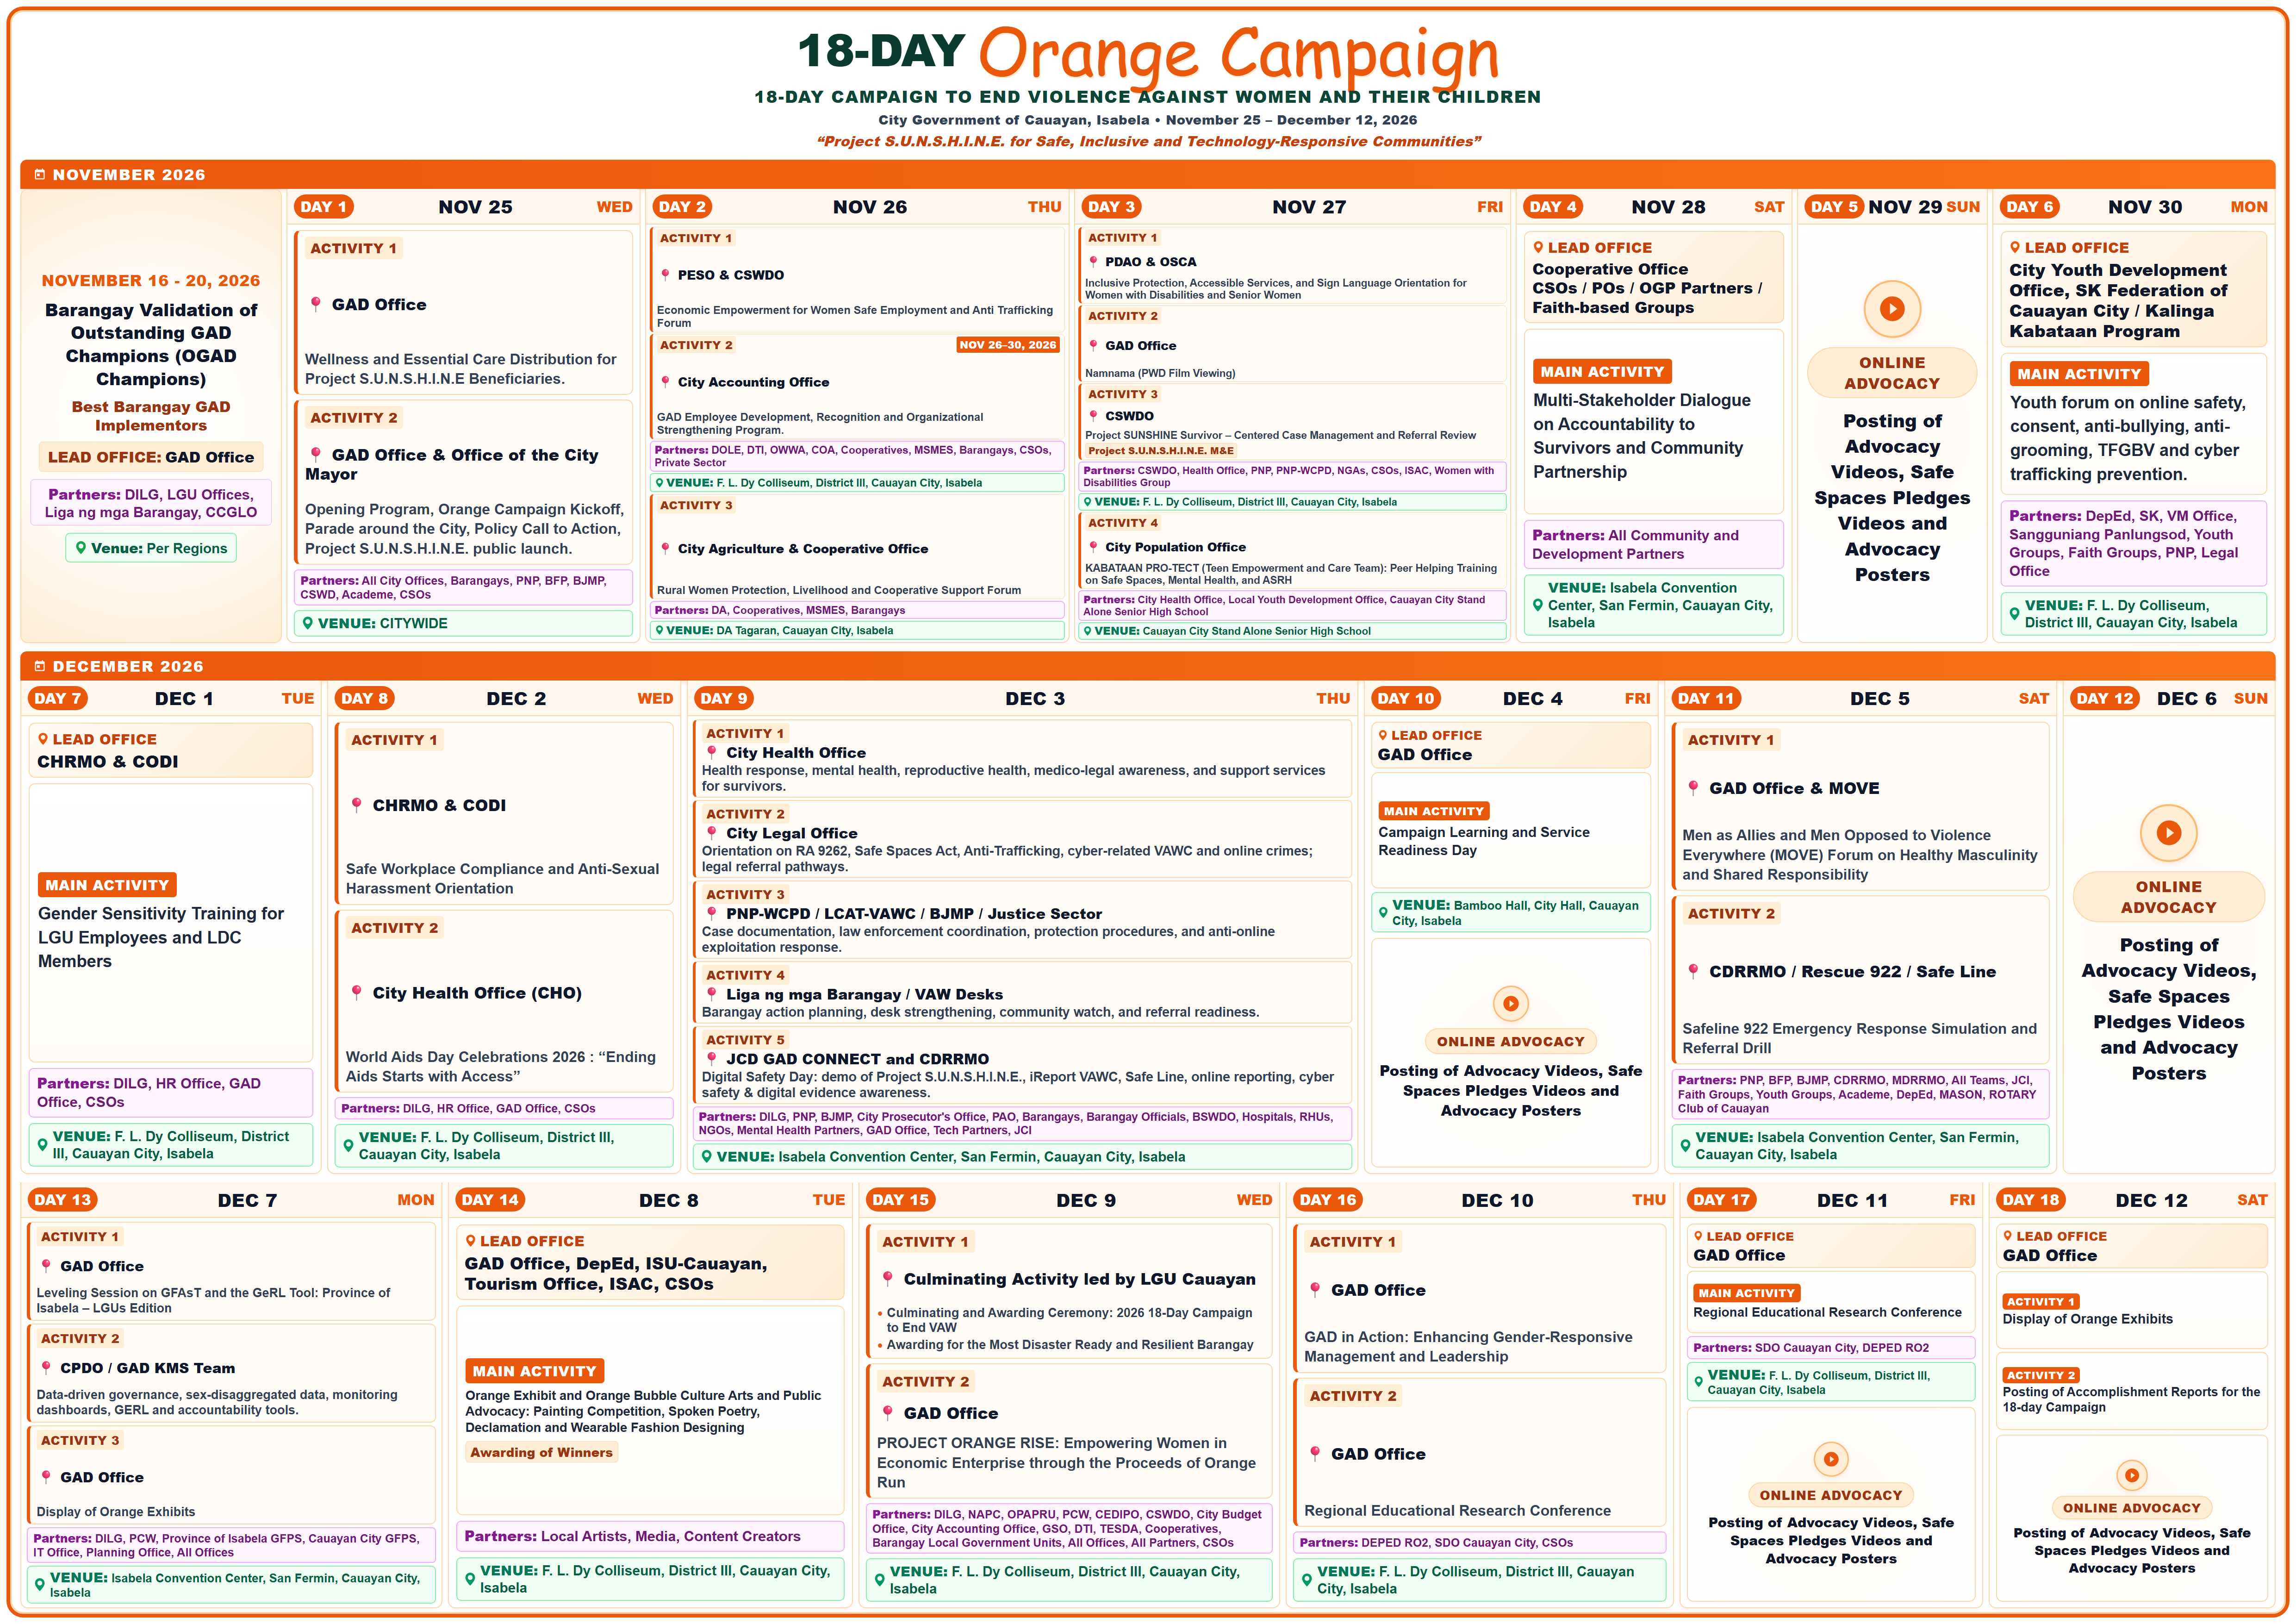 18-DAY Orange Campaign
18-DAY CAMPAIGN TO END VIOLENCE AGAINST WOMEN AND THEIR CHILDREN
City Government of Cauayan, Isabela • November 25 – December 12, 2026
“Project S.U.N.S.H.I.N.E. for Safe, Inclusive and Technology-Responsive Communities”
NOVEMBER 2026
NOVEMBER 16 - 20, 2026
Barangay Validation of
Outstanding GAD
Champions (OGAD
Champions)
Best Barangay GAD
Implementors
LEAD OFFICE: GAD Office
Partners: DILG, LGU Offices,
Liga ng mga Barangay, CCGLO
Venue: Per Regions
DAY 1 NOV 25 WED
ACTIVITY 1
GAD Office
Wellness and Essential Care Distribution for
Project S.U.N.S.H.I.N.E Beneficiaries.
ACTIVITY 2
GAD Office & Office of the City
Mayor
Opening Program, Orange Campaign Kickoff,
Parade around the City, Policy Call to Action,
Project S.U.N.S.H.I.N.E. public launch.
Partners: All City Offices, Barangays, PNP, BFP, BJMP,
CSWD, Academe, CSOs
VENUE: CITYWIDE
DAY 2 NOV 26 THU
ACTIVITY 1
PESO & CSWDO
Economic Empowerment for Women Safe Employment and Anti Trafficking
Forum
ACTIVITY 2 NOV 26–30, 2026
City Accounting Office
GAD Employee Development, Recognition and Organizational
Strengthening Program.
Partners: DOLE, DTI, OWWA, COA, Cooperatives, MSMES, Barangays, CSOs,
Private Sector
VENUE: F. L. Dy Colliseum, District III, Cauayan City, Isabela
ACTIVITY 3
City Agriculture & Cooperative Office
Rural Women Protection, Livelihood and Cooperative Support Forum
Partners: DA, Cooperatives, MSMES, Barangays
VENUE: DA Tagaran, Cauayan City, Isabela
DAY 3 NOV 27 FRI
ACTIVITY 1
PDAO & OSCA
Inclusive Protection, Accessible Services, and Sign Language Orientation for
Women with Disabilities and Senior Women
ACTIVITY 2
GAD Office
Namnama (PWD Film Viewing)
ACTIVITY 3
CSWDO
Project SUNSHINE Survivor – Centered Case Management and Referral Review
Project S.U.N.S.H.I.N.E. M&E
Partners: CSWDO, Health Office, PNP, PNP-WCPD, NGAs, CSOs, ISAC, Women with
Disabilities Group
VENUE: F. L. Dy Colliseum, District III, Cauayan City, Isabela
ACTIVITY 4
City Population Office
KABATAAN PRO-TECT (Teen Empowerment and Care Team): Peer Helping Training
on Safe Spaces, Mental Health, and ASRH
Partners: City Health Office, Local Youth Development Office, Cauayan City Stand
Alone Senior High School
VENUE: Cauayan City Stand Alone Senior High School
DAY 4 NOV 28 SAT
LEAD OFFICE
Cooperative Office
CSOs / POs / OGP Partners /
Faith-based Groups
MAIN ACTIVITY
Multi-Stakeholder Dialogue
on Accountability to
Survivors and Community
Partnership
Partners: All Community and
Development Partners
VENUE: Isabela Convention
Center, San Fermin, Cauayan City,
Isabela
DAY 5 NOV 29 SUN
ONLINE
ADVOCACY
Posting of
Advocacy
Videos, Safe
Spaces Pledges
Videos and
Advocacy
Posters
DAY 6 NOV 30 MON
LEAD OFFICE
City Youth Development
Office, SK Federation of
Cauayan City / Kalinga
Kabataan Program
MAIN ACTIVITY
Youth forum on online safety,
consent, anti-bullying, anti-
grooming, TFGBV and cyber
trafficking prevention.
Partners: DepEd, SK, VM Office,
Sangguniang Panlungsod, Youth
Groups, Faith Groups, PNP, Legal
Office
VENUE: F. L. Dy Colliseum,
District III, Cauayan City, Isabela
DECEMBER 2026
DAY 7 DEC 1 TUE
LEAD OFFICE
CHRMO & CODI
MAIN ACTIVITY
Gender Sensitivity Training for
LGU Employees and LDC
Members
Partners: DILG, HR Office, GAD
Office, CSOs
VENUE: F. L. Dy Colliseum, District
III, Cauayan City, Isabela
DAY 8 DEC 2 WED
ACTIVITY 1
CHRMO & CODI
Safe Workplace Compliance and Anti-Sexual
Harassment Orientation
ACTIVITY 2
City Health Office (CHO)
World Aids Day Celebrations 2026 : “Ending
Aids Starts with Access”
Partners: DILG, HR Office, GAD Office, CSOs
VENUE: F. L. Dy Colliseum, District III,
Cauayan City, Isabela
DAY 9 DEC 3 THU
ACTIVITY 1
City Health Office
Health response, mental health, reproductive health, medico-legal awareness, and support services
for survivors.
ACTIVITY 2
City Legal Office
Orientation on RA 9262, Safe Spaces Act, Anti-Trafficking, cyber-related VAWC and online crimes;
legal referral pathways.
ACTIVITY 3
PNP-WCPD / LCAT-VAWC / BJMP / Justice Sector
Case documentation, law enforcement coordination, protection procedures, and anti-online
exploitation response.
ACTIVITY 4
Liga ng mga Barangay / VAW Desks
Barangay action planning, desk strengthening, community watch, and referral readiness.
ACTIVITY 5
JCD GAD CONNECT and CDRRMO
Digital Safety Day: demo of Project S.U.N.S.H.I.N.E., iReport VAWC, Safe Line, online reporting, cyber
safety & digital evidence awareness.
Partners: DILG, PNP, BJMP, City Prosecutor's Office, PAO, Barangays, Barangay Officials, BSWDO, Hospitals, RHUs,
NGOs, Mental Health Partners, GAD Office, Tech Partners, JCI
VENUE: Isabela Convention Center, San Fermin, Cauayan City, Isabela
DAY 10 DEC 4 FRI
LEAD OFFICE
GAD Office
MAIN ACTIVITY
Campaign Learning and Service
Readiness Day
VENUE: Bamboo Hall, City Hall, Cauayan
City, Isabela
ONLINE ADVOCACY
Posting of Advocacy Videos, Safe
Spaces Pledges Videos and
Advocacy Posters
DAY 11 DEC 5 SAT
ACTIVITY 1
GAD Office & MOVE
Men as Allies and Men Opposed to Violence
Everywhere (MOVE) Forum on Healthy Masculinity
and Shared Responsibility
ACTIVITY 2
CDRRMO / Rescue 922 / Safe Line
Safeline 922 Emergency Response Simulation and
Referral Drill
Partners: PNP, BFP, BJMP, CDRRMO, MDRRMO, All Teams, JCI,
Faith Groups, Youth Groups, Academe, DepEd, MASON, ROTARY
Club of Cauayan
VENUE: Isabela Convention Center, San Fermin,
Cauayan City, Isabela
DAY 12 DEC 6 SUN
ONLINE
ADVOCACY
Posting of
Advocacy Videos,
Safe Spaces
Pledges Videos
and Advocacy
Posters
DAY 13 DEC 7 MON
ACTIVITY 1
GAD Office
Leveling Session on GFAsT and the GeRL Tool: Province of
Isabela – LGUs Edition
ACTIVITY 2
CPDO / GAD KMS Team
Data-driven governance, sex-disaggregated data, monitoring
dashboards, GERL and accountability tools.
ACTIVITY 3
GAD Office
Display of Orange Exhibits
Partners: DILG, PCW, Province of Isabela GFPS, Cauayan City GFPS,
IT Office, Planning Office, All Offices
VENUE: Isabela Convention Center, San Fermin, Cauayan City,
Isabela
DAY 14 DEC 8 TUE
LEAD OFFICE
GAD Office, DepEd, ISU-Cauayan,
Tourism Office, ISAC, CSOs
MAIN ACTIVITY
Orange Exhibit and Orange Bubble Culture Arts and Public
Advocacy: Painting Competition, Spoken Poetry,
Declamation and Wearable Fashion Designing
Awarding of Winners
Partners: Local Artists, Media, Content Creators
VENUE: F. L. Dy Colliseum, District III, Cauayan City,
Isabela
DAY 15 DEC 9 WED
ACTIVITY 1
Culminating Activity led by LGU Cauayan
• Culminating and Awarding Ceremony: 2026 18-Day Campaign
to End VAW
• Awarding for the Most Disaster Ready and Resilient Barangay
ACTIVITY 2
GAD Office
PROJECT ORANGE RISE: Empowering Women in
Economic Enterprise through the Proceeds of Orange
Run
Partners: DILG, NAPC, OPAPRU, PCW, CEDIPO, CSWDO, City Budget
Office, City Accounting Office, GSO, DTI, TESDA, Cooperatives,
Barangay Local Government Units, All Offices, All Partners, CSOs
VENUE: F. L. Dy Colliseum, District III, Cauayan City,
Isabela
DAY 16 DEC 10 THU
ACTIVITY 1
GAD Office
GAD in Action: Enhancing Gender-Responsive
Management and Leadership
ACTIVITY 2
GAD Office
Regional Educational Research Conference
Partners: DEPED RO2, SDO Cauayan City, CSOs
VENUE: F. L. Dy Colliseum, District III, Cauayan
City, Isabela
DAY 17 DEC 11 FRI
LEAD OFFICE
GAD Office
MAIN ACTIVITY
Regional Educational Research Conference
Partners: SDO Cauayan City, DEPED RO2
VENUE: F. L. Dy Colliseum, District III,
Cauayan City, Isabela
ONLINE ADVOCACY
Posting of Advocacy Videos, Safe
Spaces Pledges Videos and
Advocacy Posters
DAY 18 DEC 12 SAT
LEAD OFFICE
GAD Office
ACTIVITY 1
Display of Orange Exhibits
ACTIVITY 2
Posting of Accomplishment Reports for the
18-day Campaign
ONLINE ADVOCACY
Posting of Advocacy Videos, Safe
Spaces Pledges Videos and
Advocacy Posters